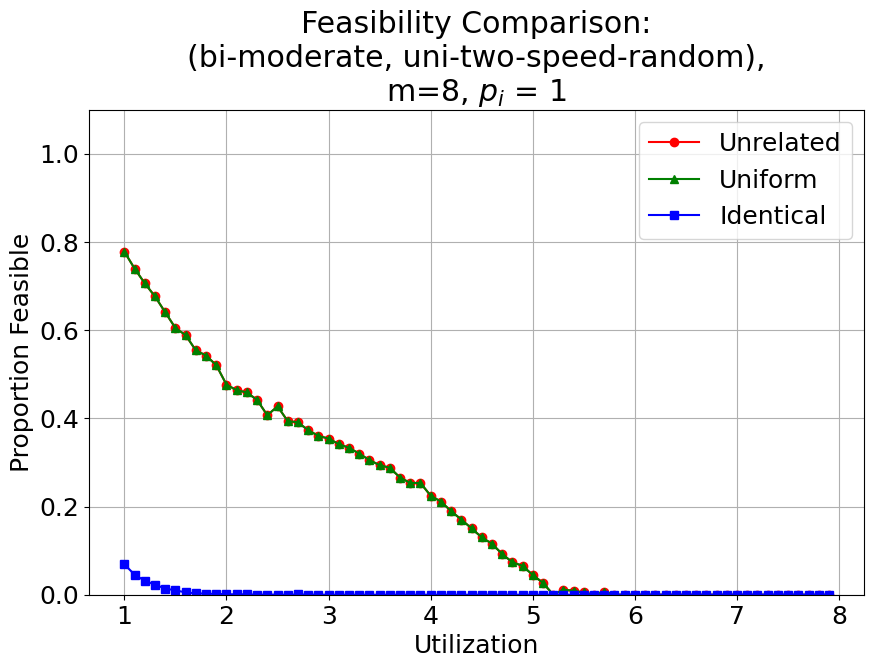 Feasibility Comparison:
(bi-moderate, uni-two-speed-random),
m=8, $p_i$ = 1
Unrelated
Uniform
Identical
Proportion Feasible
1.0
0.8
0.6
0.4
0.2
0.0
1 2 3 4 5 6 7 8
Utilization